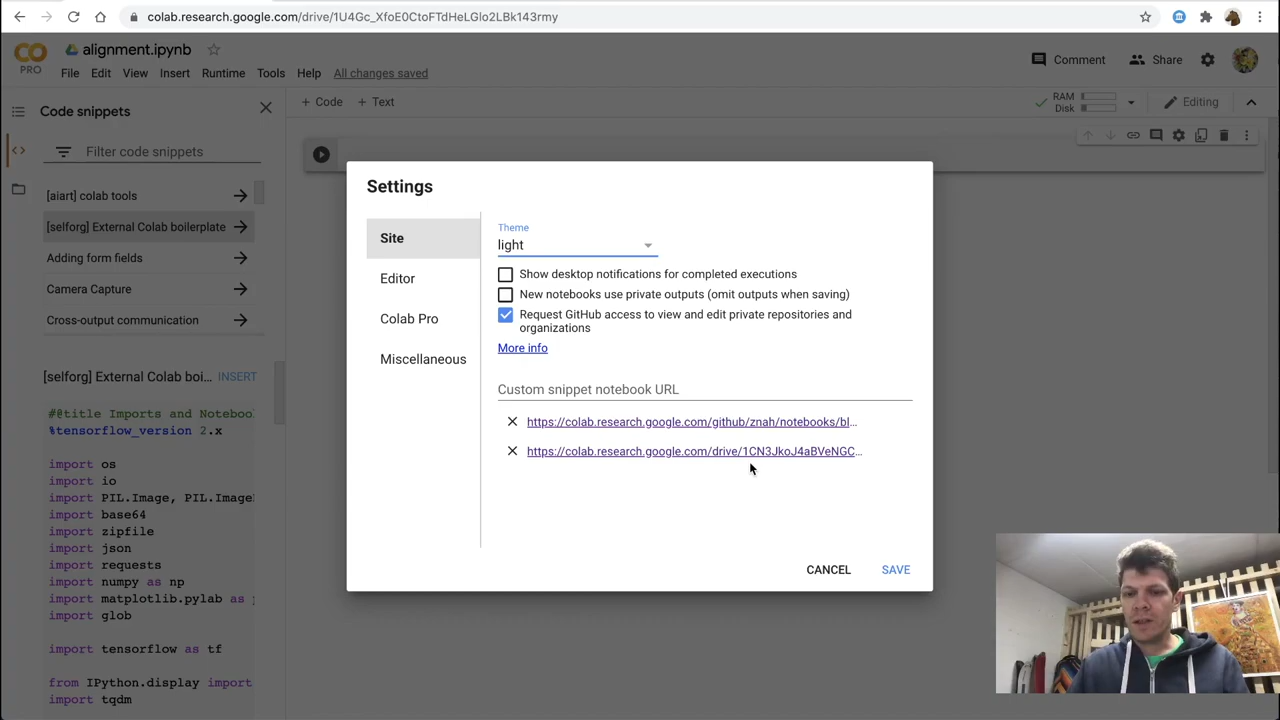 colab.research.google.com/drive/1U4Gc_XfoE0CtoFTdHeLGlo2LBk143rmy
CO
PRO
alignment.ipynb
File Edit View Insert Runtime Tools Help All changes saved
Comment
Share
Code snippets
+ Code + Text
RAM
Disk
Editing
Filter code snippets
[aiart] colab tools
[selforg] External Colab boilerplate
Adding form fields
Camera Capture
Cross-output communication
[selforg] External Colab boi... INSERT
#@title Imports and Noteboo
%tensorflow_version 2.x
import os
import io
import PIL.Image, PIL.Image
import base64
import zipfile
import json
import requests
import numpy as np
import matplotlib.pylab as
import glob
import tensorflow as tf
from IPython.display import
import tqdm
Settings
Site
Editor
Colab Pro
Miscellaneous
Theme
light
Show desktop notifications for completed executions
New notebooks use private outputs (omit outputs when saving)
Request GitHub access to view and edit private repositories and
organizations
More info
Custom snippet notebook URL
https://colab.research.google.com/github/znah/notebooks/bl...
https://colab.research.google.com/drive/1CN3JkoJ4aBVeNGC...
CANCEL SAVE